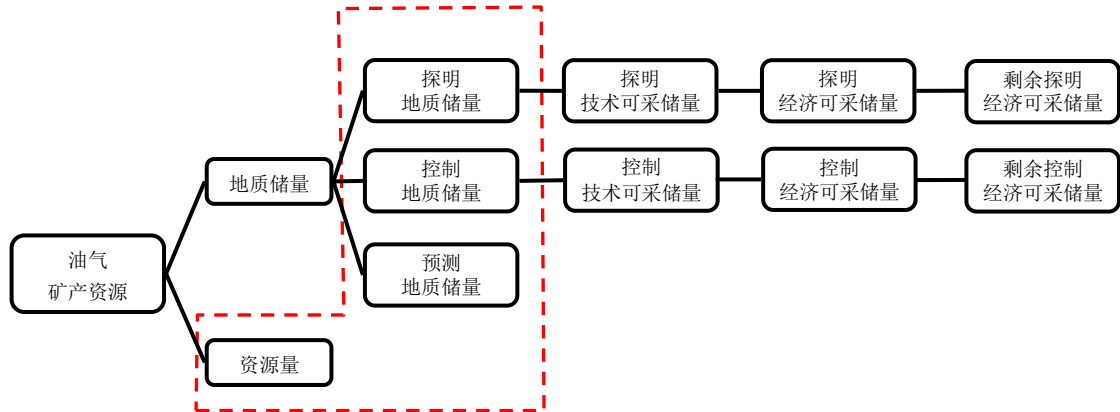 探明
地质储量
探明
技术可采储量
探明
经济可采储量
剩余探明
经济可采储量
地质储量
控制
地质储量
控制
技术可采储量
控制
经济可采储量
剩余控制
经济可采储量
油气
矿产资源
预测
地质储量
资源量